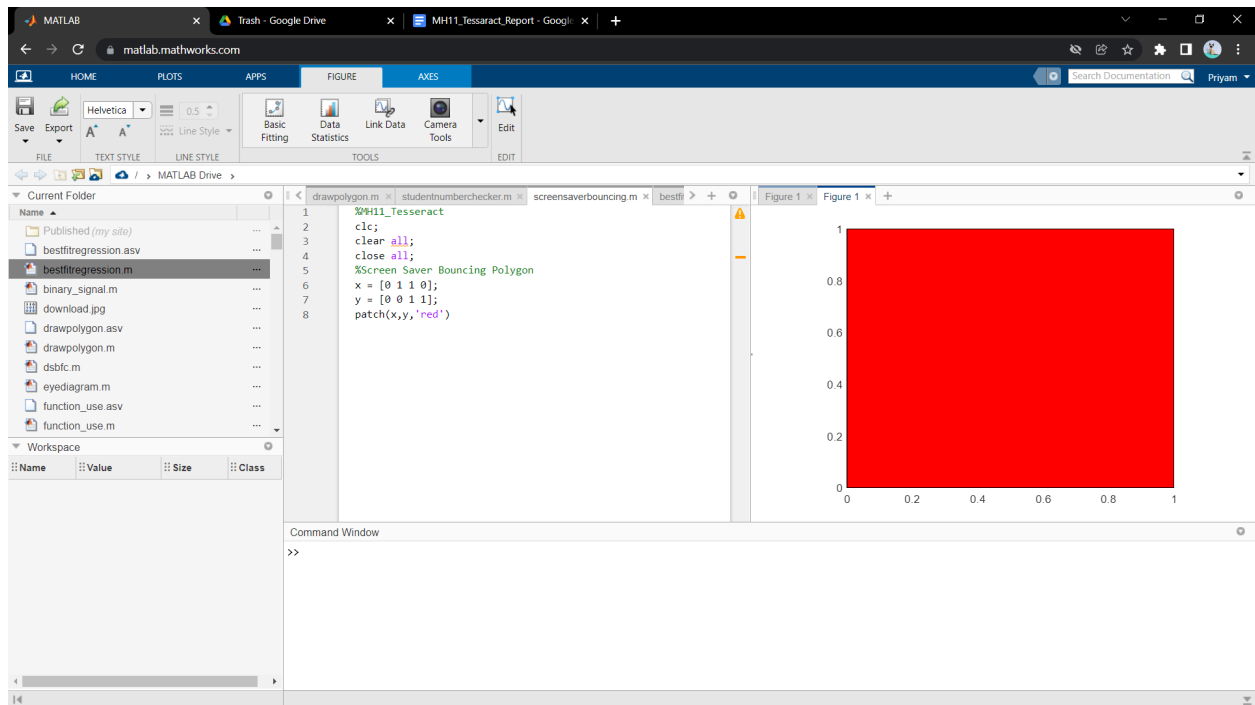 MATLAB
Trash - Google Drive
MH11_Tessaract_Report - Google
matlab.mathworks.com
HOME
PLOTS
APPS
FIGURE
AXES
Search Documentation
Priyam
Save
Export
Helvetica
A A
0.5
Line Style
Basic Fitting
Data Statistics
Link Data
Camera Tools
Edit
FILE
TEXT STYLE
LINE STYLE
TOOLS
EDIT
/ > MATLAB Drive >
Current Folder
Name
Published (my site)
bestfitregression.asv
bestfitregression.m
binary_signal.m
download.jpg
drawpolygon.asv
drawpolygon.m
dsbfc.m
eyediagram.m
function_use.asv
function_use.m
Workspace
Name Value Size Class
drawpolygon.m
studentnumberchecker.m
screensaverbouncing.m
bestfi
1 %MH11_Tesseract
2 clc;
3 clear all;
4 close all;
5 %Screen Saver Bouncing Polygon
6 x = [0 1 1 0];
7 y = [0 0 1 1];
8 patch(x,y,'red')
Figure 1
Figure 1
1
0.8
0.6
0.4
0.2
0
0 0.2 0.4 0.6 0.8 1
Command Window
>>